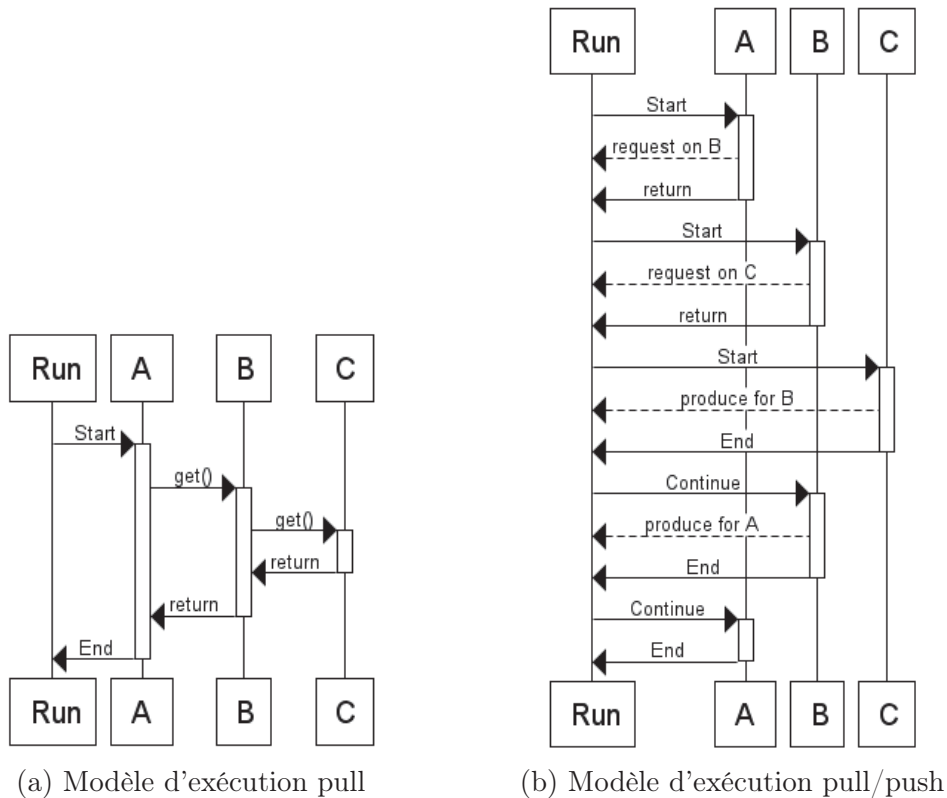 Run A B C
Start
get()
get()
return
return
End
Run A B C
(a) Modèle d'exécution pull
Run A B C
Start
request on B
return
Start
request on C
return
Start
produce for B
End
Continue
produce for A
End
Continue
End
Run A B C
(b) Modèle d'exécution pull/push